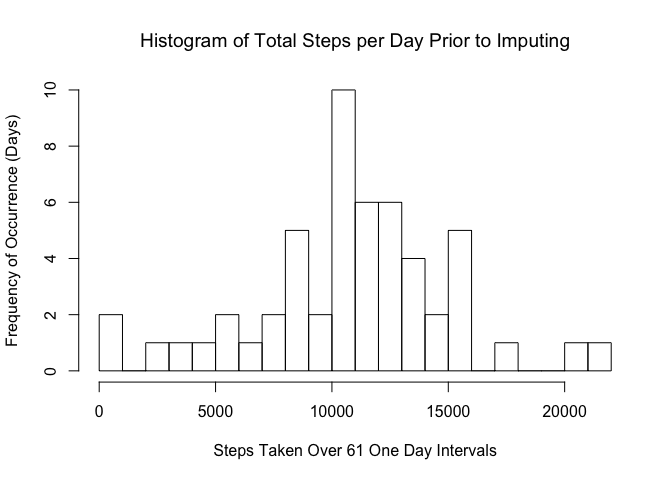 Histogram of Total Steps per Day Prior to Imputing
Frequency of Occurrence (Days)
10
8
6
4
2
0
0 5000 10000 15000 20000
Steps Taken Over 61 One Day Intervals